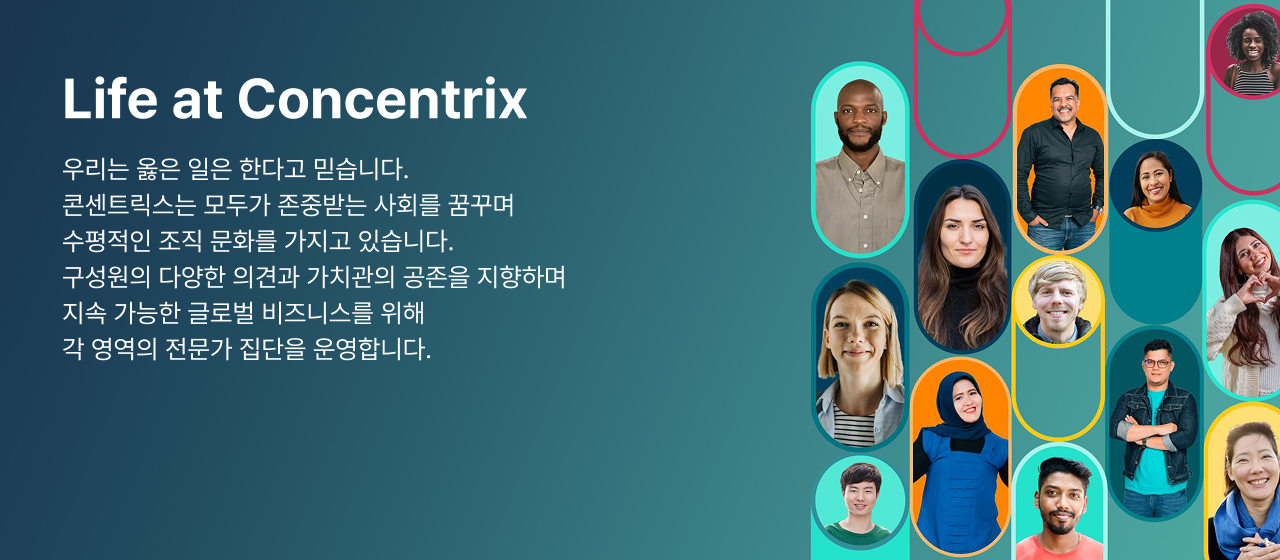 Life at Concentrix
우리는 옳은 일은 한다고 믿습니다.
콘센트릭스는 모두가 존중받는 사회를 꿈꾸며
수평적인 조직 문화를 가지고 있습니다.
구성원의 다양한 의견과 가치관의 공존을 지향하며
지속 가능한 글로벌 비즈니스를 위해
각 영역의 전문가 집단을 운영합니다.